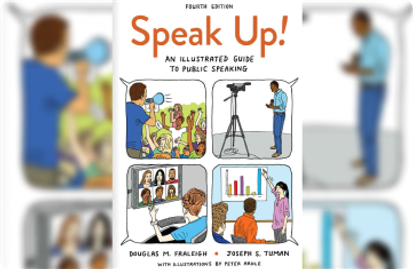 FOURTH EDITION
Speak Up!
AN ILLUSTRATED GUIDE
TO PUBLIC SPEAKING
DOUGLAS M. FRALEIGH • JOSEPH S. TUMAN
WITH ILLUSTRATIONS BY PETER ARKLE